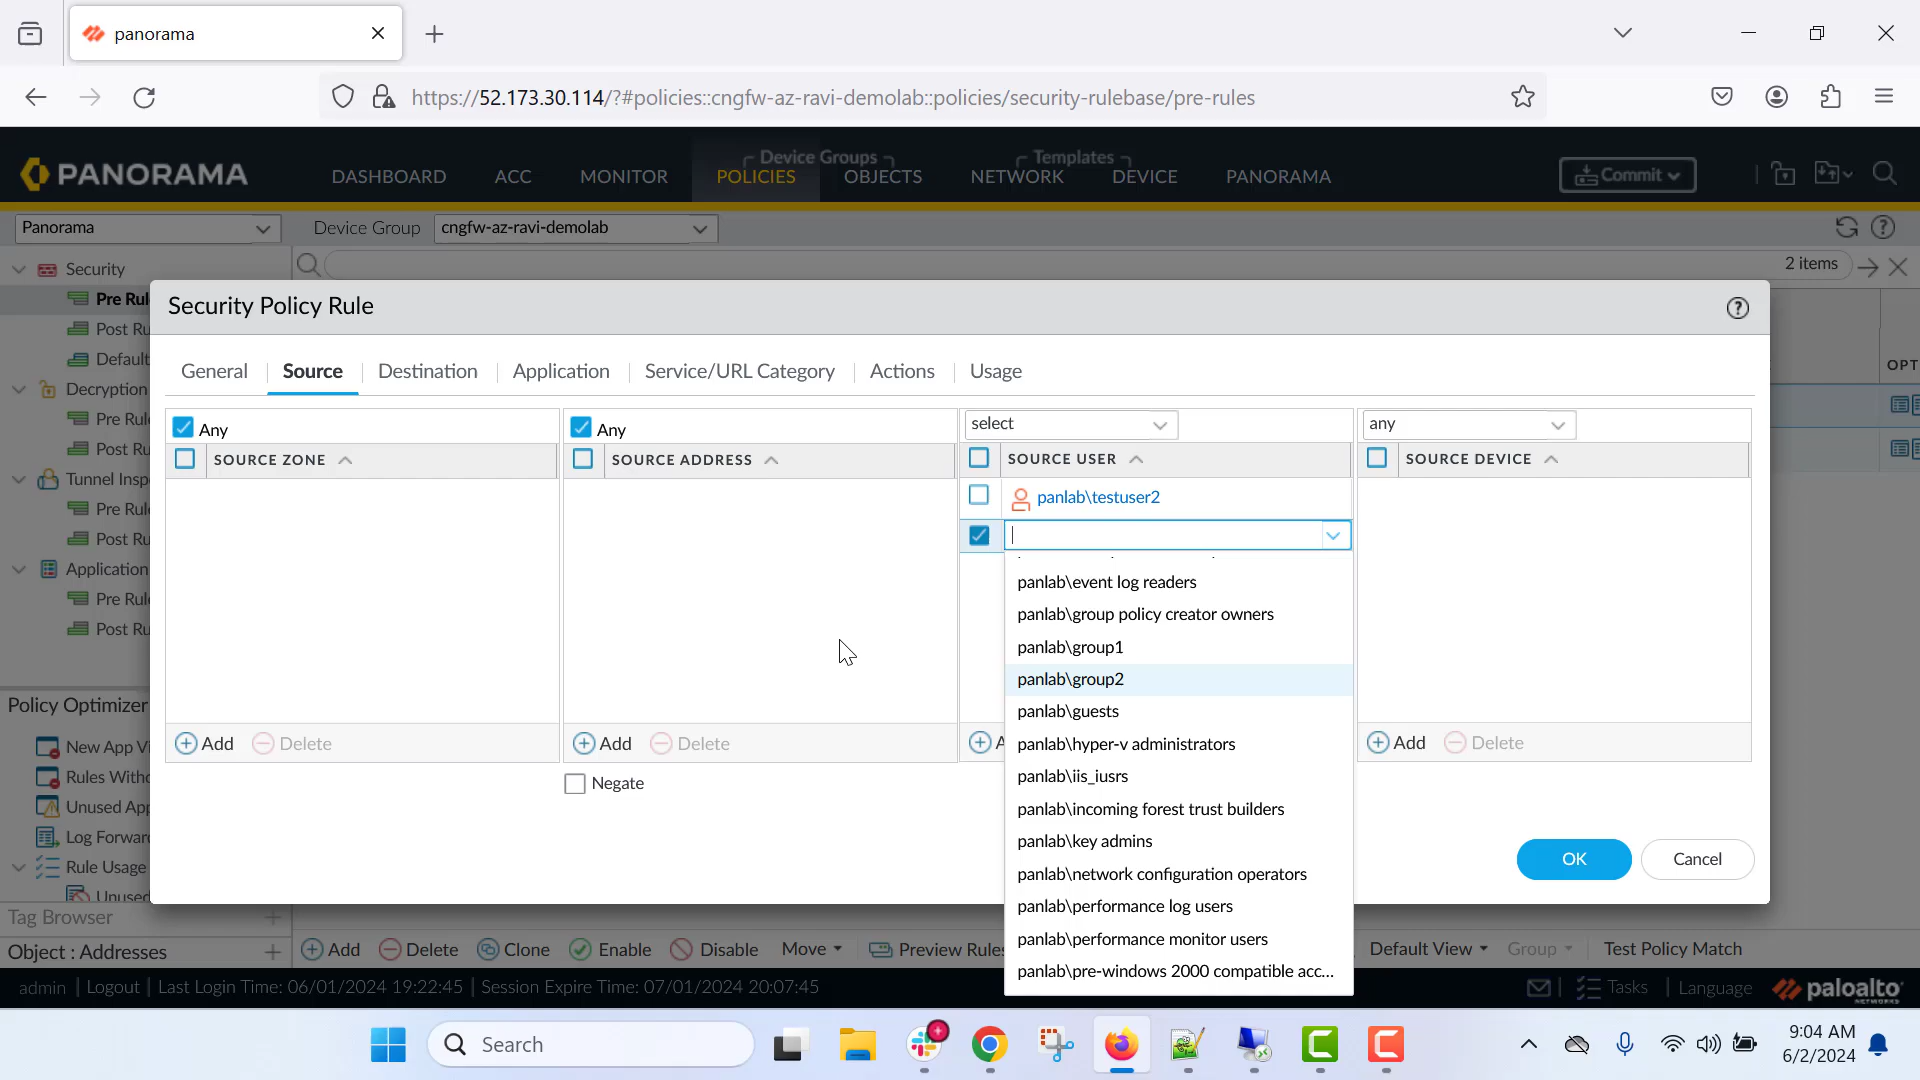 panorama
https://52.173.30.114/?#policies::cngfw-az-ravi-demolab::policies/security-rulebase/pre-rules
PANORAMA
DASHBOARD
ACC
MONITOR
Device Groups
POLICIES
OBJECTS
Templates
NETWORK
DEVICE
PANORAMA
Commit
Panorama
Device Group
cngfw-az-ravi-demolab
Security
2 items
Pre Rul
Post Ru
Default
Decryption
Pre Rul
Post Ru
Tunnel Insp
Pre Rul
Post Ru
Application
Pre Rul
Post Ru
OPT
Security Policy Rule
General
Source
Destination
Application
Service/URL Category
Actions
Usage
Any
Any
select
any
SOURCE ZONE
SOURCE ADDRESS
SOURCE USER
SOURCE DEVICE
panlab\testuser2
panlab\event log readers
panlab\group policy creator owners
panlab\group1
panlab\group2
panlab\guests
panlab\hyper-v administrators
panlab\iis_iusrs
panlab\incoming forest trust builders
panlab\key admins
panlab\network configuration operators
panlab\performance log users
panlab\performance monitor users
panlab\pre-windows 2000 compatible acc...
Add
Delete
Add
Delete
A
Add
Delete
Negate
OK
Cancel
Policy Optimizer
New App Vi
Rules Witho
Unused App
Log Forward
Rule Usage
Unused
Tag Browser
Object : Addresses
Add
Delete
Clone
Enable
Disable
Move
Preview Rules
Default View
Group
Test Policy Match
admin | Logout | Last Login Time: 06/01/2024 19:22:45 | Session Expire Time: 07/01/2024 20:07:45
Tasks | Language
paloalto
NETWORKS
Search
9:04 AM
6/2/2024